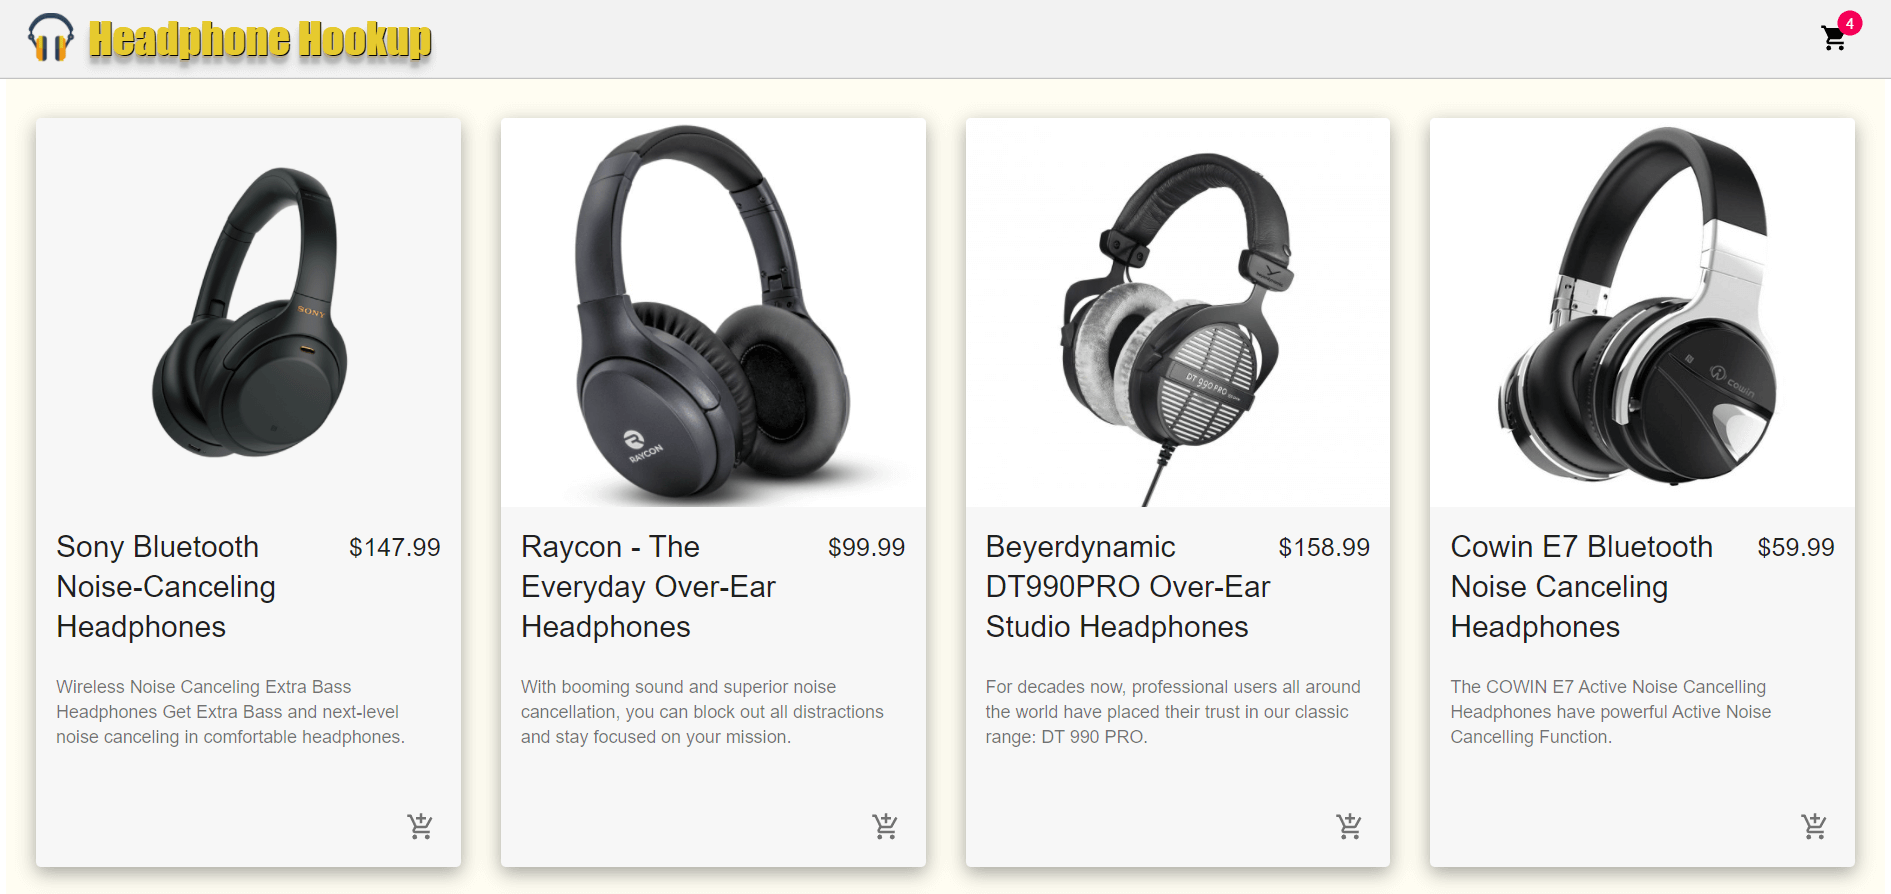 Headphone Hookup
4
SONY
RAYCON
DT 990 PRO
cowin
Sony Bluetooth
Noise-Canceling
Headphones
$147.99
Wireless Noise Canceling Extra Bass
Headphones Get Extra Bass and next-level
noise canceling in comfortable headphones.
Raycon - The
Everyday Over-Ear
Headphones
$99.99
With booming sound and superior noise
cancellation, you can block out all distractions
and stay focused on your mission.
Beyerdynamic
DT990PRO Over-Ear
Studio Headphones
$158.99
For decades now, professional users all around
the world have placed their trust in our classic
range: DT 990 PRO.
Cowin E7 Bluetooth
Noise Canceling
Headphones
$59.99
The COWIN E7 Active Noise Cancelling
Headphones have powerful Active Noise
Cancelling Function.